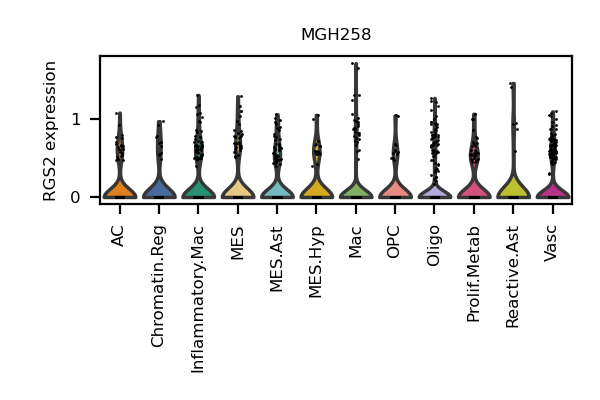 MGH258
RGS2 expression
1
0
AC
Chromatin.Reg
Inflammatory.Mac
MES
MES.Ast
MES.Hyp
Mac
OPC
Oligo
Prolif.Metab
Reactive.Ast
Vasc